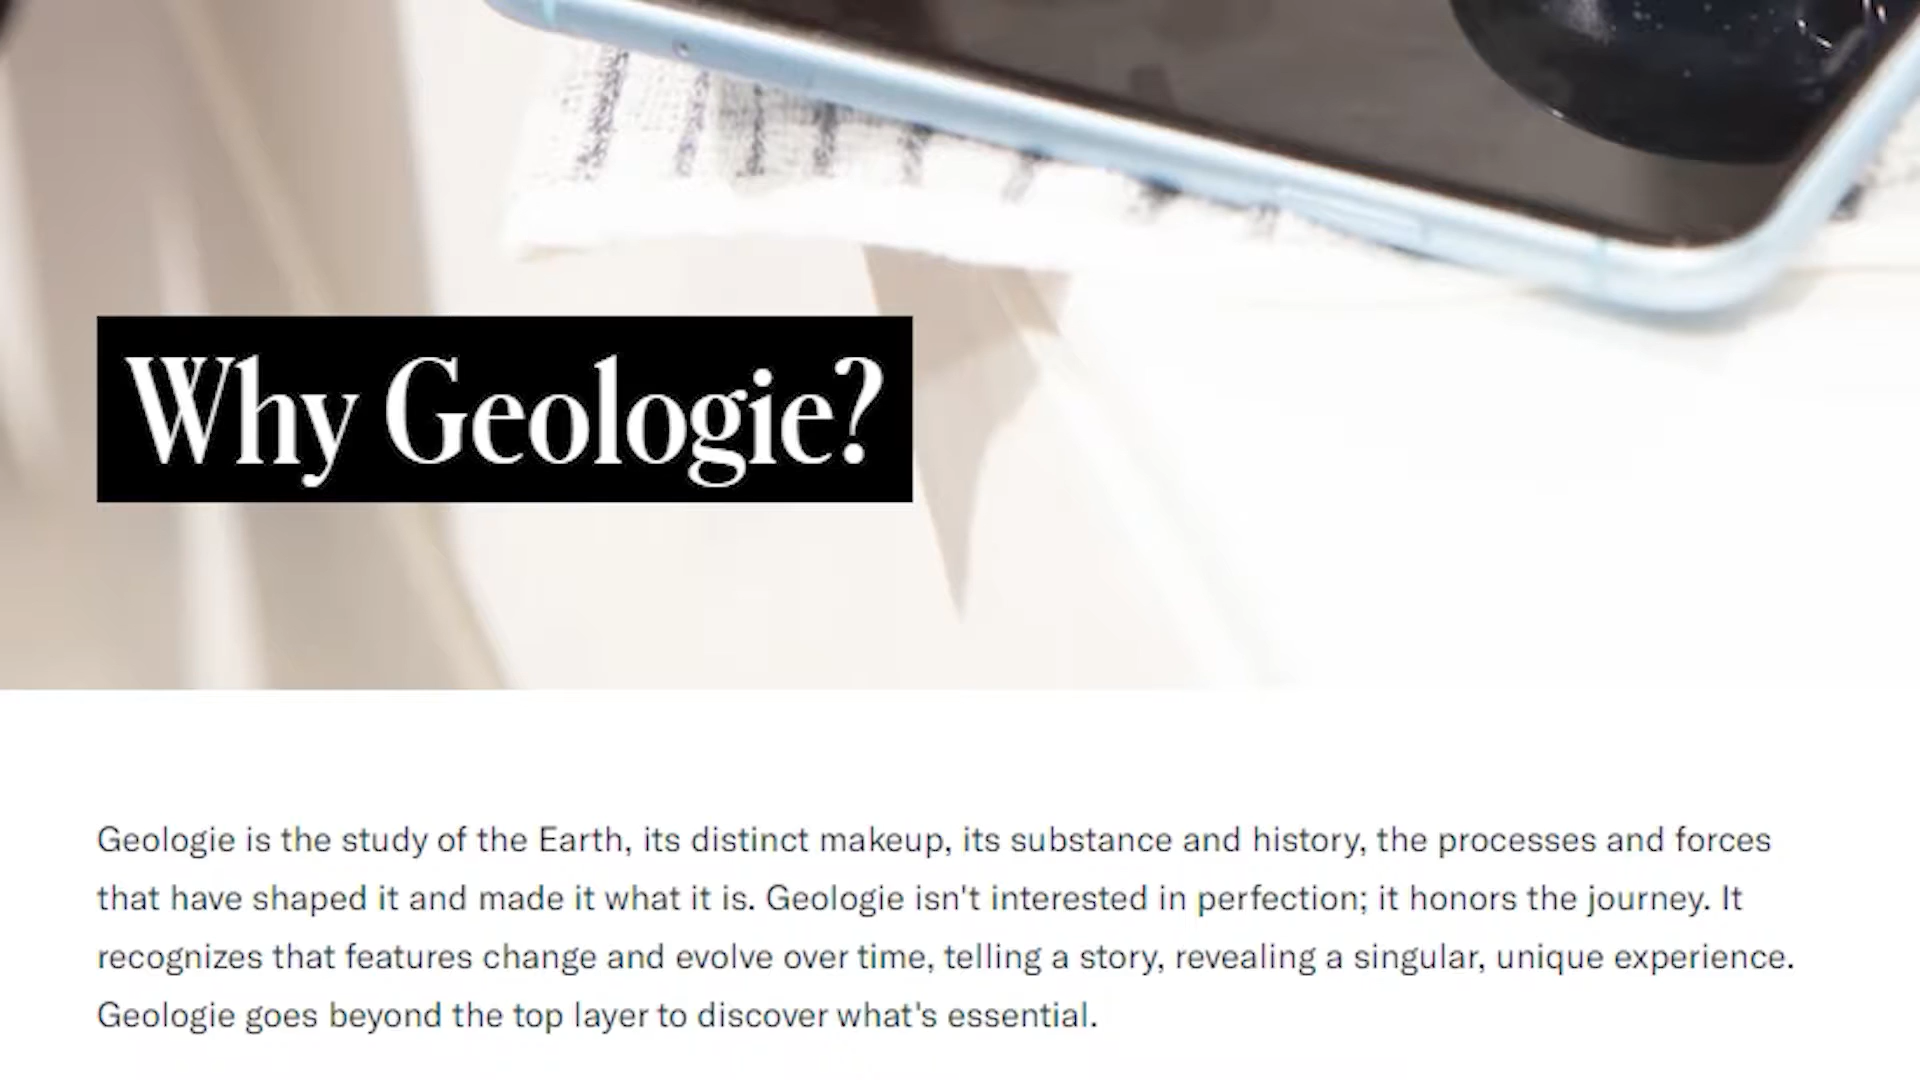 Why Geologie?
Geologie is the study of the Earth, its distinct makeup, its substance and history, the processes and forces
that have shaped it and made it what it is. Geologie isn't interested in perfection; it honors the journey. It
recognizes that features change and evolve over time, telling a story, revealing a singular, unique experience.
Geologie goes beyond the top layer to discover what's essential.